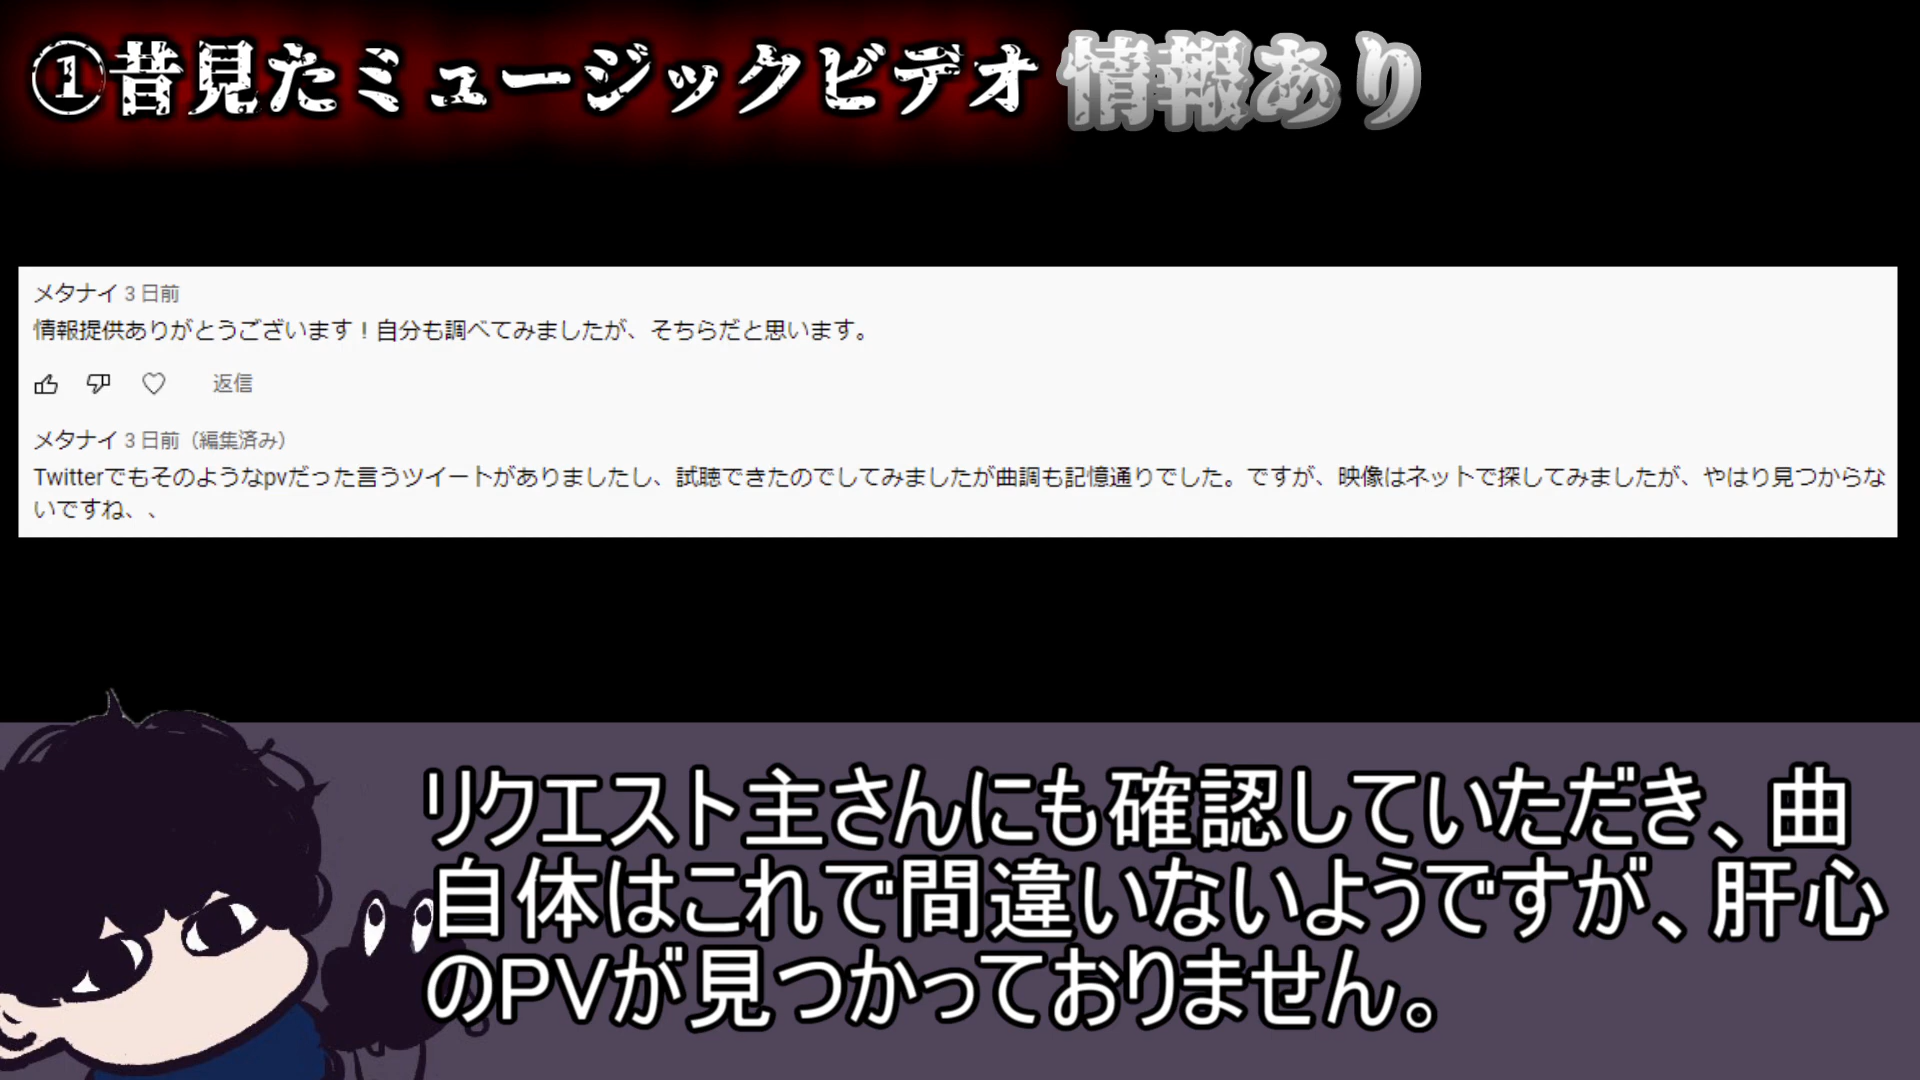 ①昔見たミュージックビデオ 情報あり
メタナイ 3 日前
情報提供ありがとうございます！自分も調べてみましたが、そちらだと思います。
返信
メタナイ 3 日前（編集済み）
Twitterでもそのようなpvだった言うツイートがありましたし、試聴できたのでしてみましたが曲調も記憶通りでした。ですが、映像はネットで探してみましたが、やはり見つからな
いですね、、
リクエスト主さんにも確認していただき、曲
自体はこれで間違いないようですが、肝心
のPVが見つかっておりません。